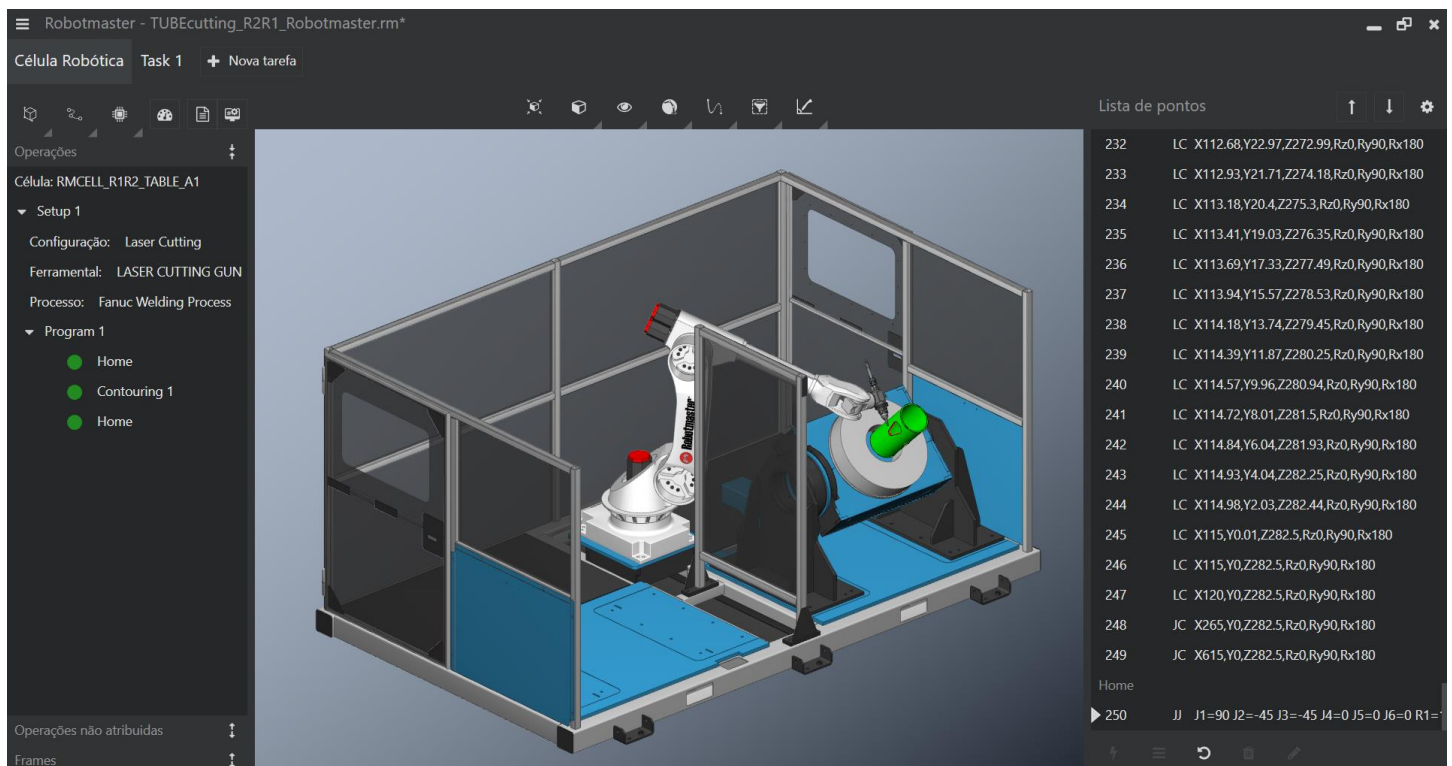 Robotmaster - TUBEcutting_R2R1_Robotmaster.rm*
Célula Robótica Task 1 Nova tarefa
Operações
Célula: RMCELL_R1R2_TABLE_A1
Setup 1
Configuração: Laser Cutting
Ferramental: LASER CUTTING GUN
Processo: Fanuc Welding Process
Program 1
Home
Contouring 1
Home
Operações não atribuidas
Frames
Robotmaster
Lista de pontos
232 LC X112.68,Y22.97,Z272.99,Rz0,Ry90,Rx180
233 LC X112.93,Y21.71,Z274.18,Rz0,Ry90,Rx180
234 LC X113.18,Y20.4,Z275.3,Rz0,Ry90,Rx180
235 LC X113.41,Y19.03,Z276.35,Rz0,Ry90,Rx180
236 LC X113.69,Y17.33,Z277.49,Rz0,Ry90,Rx180
237 LC X113.94,Y15.57,Z278.53,Rz0,Ry90,Rx180
238 LC X114.18,Y13.74,Z279.45,Rz0,Ry90,Rx180
239 LC X114.39,Y11.87,Z280.25,Rz0,Ry90,Rx180
240 LC X114.57,Y9.96,Z280.94,Rz0,Ry90,Rx180
241 LC X114.72,Y8.01,Z281.5,Rz0,Ry90,Rx180
242 LC X114.84,Y6.04,Z281.93,Rz0,Ry90,Rx180
243 LC X114.93,Y4.04,Z282.25,Rz0,Ry90,Rx180
244 LC X114.98,Y2.03,Z282.44,Rz0,Ry90,Rx180
245 LC X115,Y0.01,Z282.5,Rz0,Ry90,Rx180
246 LC X115,Y0,Z282.5,Rz0,Ry90,Rx180
247 LC X120,Y0,Z282.5,Rz0,Ry90,Rx180
248 JC X265,Y0,Z282.5,Rz0,Ry90,Rx180
249 JC X615,Y0,Z282.5,Rz0,Ry90,Rx180
Home
250 JJ J1=90 J2=-45 J3=-45 J4=0 J5=0 J6=0 R1=